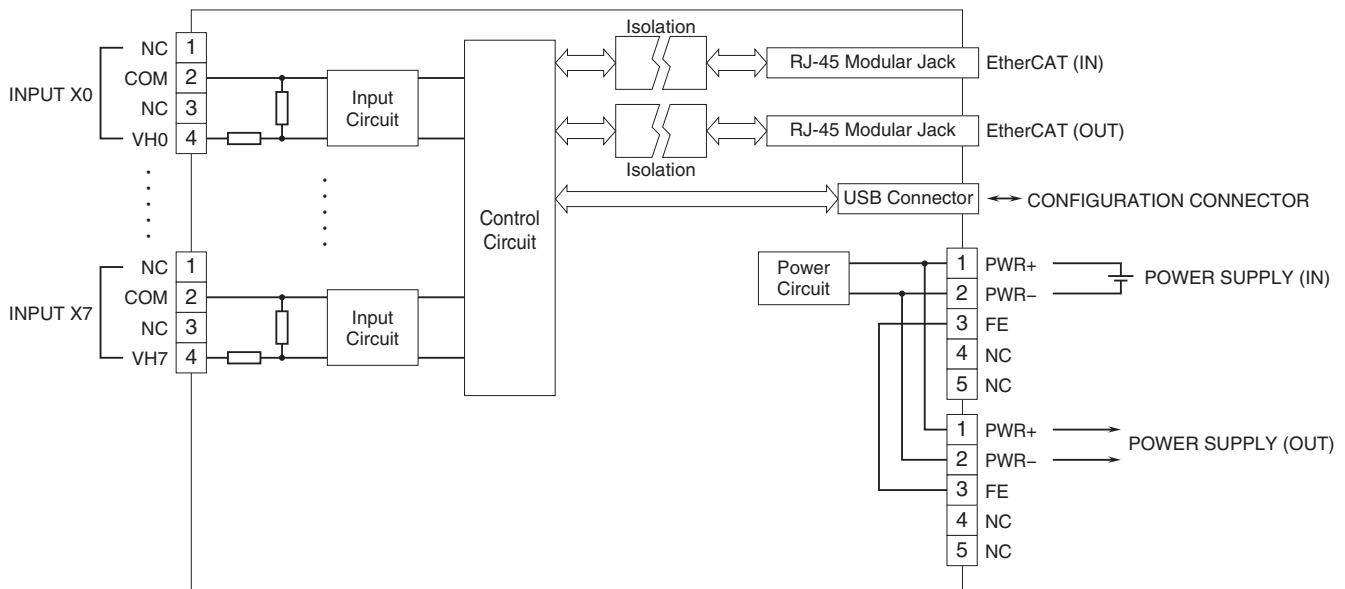 Isolation
RJ-45 Modular Jack
EtherCAT (IN)
RJ-45 Modular Jack
EtherCAT (OUT)
Isolation
USB Connector
CONFIGURATION CONNECTOR
INPUT X0
NC 1
COM 2
NC 3
VH0 4
Input
Circuit
Control
Circuit
INPUT X7
NC 1
COM 2
NC 3
VH7 4
Input
Circuit
Power
Circuit
1 PWR+
2 PWR−
3 FE
4 NC
5 NC
POWER SUPPLY (IN)
1 PWR+
2 PWR−
3 FE
4 NC
5 NC
POWER SUPPLY (OUT)